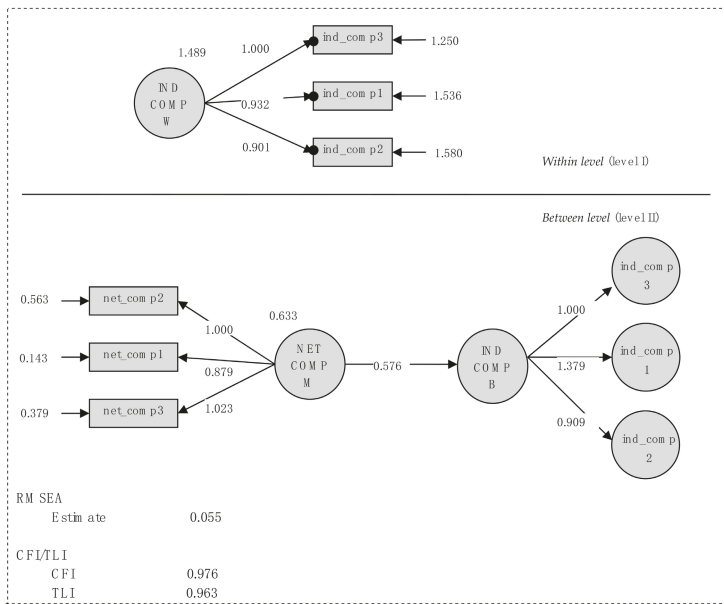 1.489
1.000
ind_comp3
1.250
IND
COMP
W
0.932
ind_comp1
1.536
0.901
ind_comp2
1.580
Within level (level I)
Between level (level II)
ind_comp
3
0.563
net_comp2
0.633
1.000
1.000
0.143
net_comp1
0.879
NET
COMP
M
0.576
IND
COMP
B
1.379
ind_comp
1
0.379
net_comp3
1.023
0.909
ind_comp
2
RMSEA
Estimate 0.055
CFI/TLI
CFI 0.976
TLI 0.963